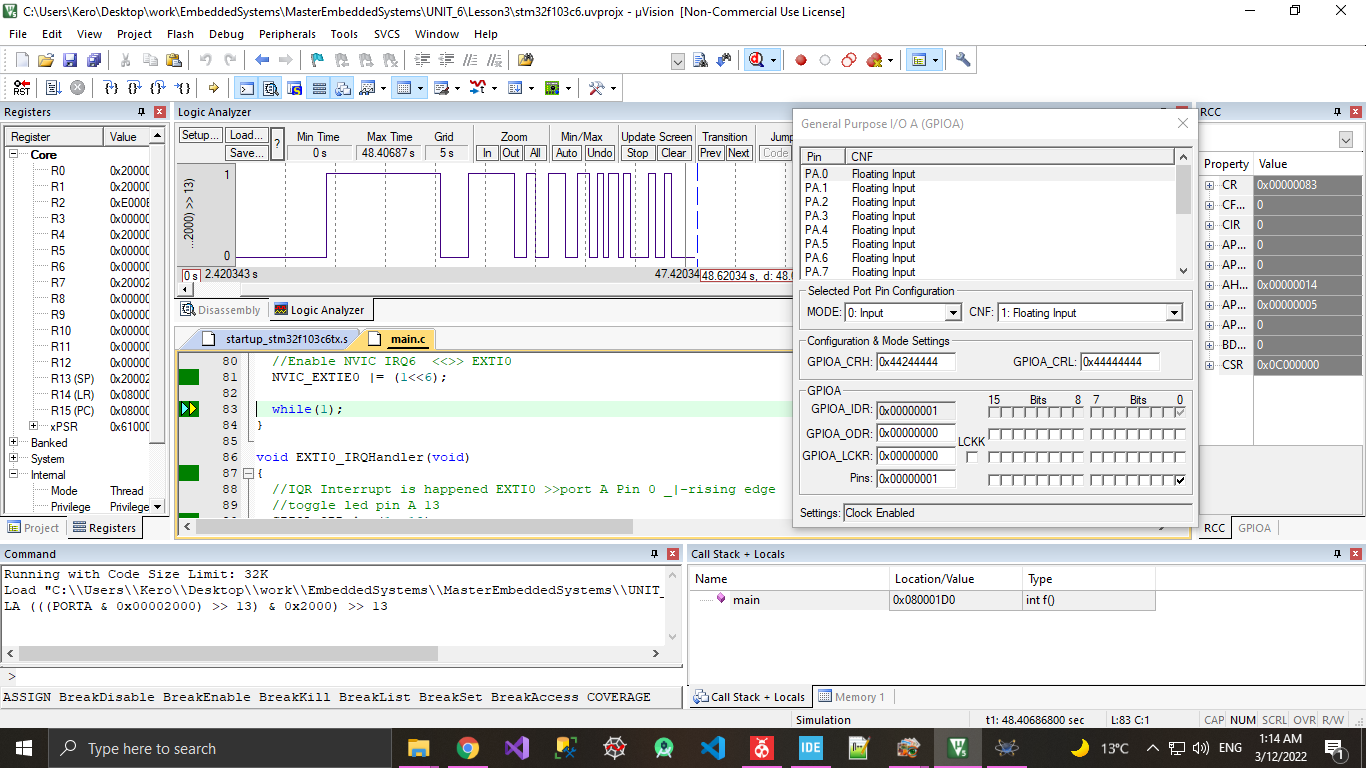 C:\Users\Kero\Desktop\work\EmbeddedSystems\MasterEmbeddedSystems\UNIT_6\Lesson3\stm32f103c6.uvprojx - µVision [Non-Commercial Use License]
File Edit View Project Flash Debug Peripherals Tools SVCS Window Help
Registers
Register Value
Core
R0 0x20000
R1 0x20000
R2 0xE000E
R3 0x00000
R4 0x20000
R5 0x00000
R6 0x00000
R7 0x20002
R8 0x00000
R9 0x00000
R10 0x00000
R11 0x00000
R12 0x00000
R13 (SP) 0x20002
R14 (LR) 0x08000
R15 (PC) 0x08000
xPSR 0x61000
Banked
System
Internal
Mode Thread
Privilege Privilege
Project Registers
Logic Analyzer
Setup... Load... Save... ? Min Time Max Time Grid Zoom Min/Max Update Screen Transition Jump
0 s 48.40687 s 5 s In Out All Auto Undo Stop Clear Prev Next Code
...2000) >> 13)
1
0
0 s 2.420343 s 47.42034 48.62034 s, d: 48.
Disassembly Logic Analyzer
startup_stm32f103c6tx.s main.c
80 //Enable NVIC IRQ6 <<>> EXTI0
81 NVIC_EXTIE0 |= (1<<6);
82
83 while(1);
84 }
85
86 void EXTI0_IRQHandler(void)
87 {
88 //IQR Interrupt is happened EXTI0 >>port A Pin 0 _|-rising edge
89 //toggle led pin A 13
General Purpose I/O A (GPIOA)
Pin CNF
PA.0 Floating Input
PA.1 Floating Input
PA.2 Floating Input
PA.3 Floating Input
PA.4 Floating Input
PA.5 Floating Input
PA.6 Floating Input
PA.7 Floating Input
Selected Port Pin Configuration
MODE: 0: Input CNF: 1: Floating Input
Configuration & Mode Settings
GPIOA_CRH: 0x44244444 GPIOA_CRL: 0x44444444
GPIOA
15 Bits 8 7 Bits 0
GPIOA_IDR: 0x00000001
GPIOA_ODR: 0x00000000
LCKK
GPIOA_LCKR: 0x00000000
Pins: 0x00000001
Settings: Clock Enabled
RCC
RCC
Property Value
CR 0x00000083
CF... 0
CIR 0
AP... 0
AP... 0
AH... 0x00000014
AP... 0x00000005
AP... 0
BD... 0
CSR 0x0C000000
RCC GPIOA
Command
Running with Code Size Limit: 32K
Load "C:\\Users\\Kero\\Desktop\\work\\EmbeddedSystems\\MasterEmbeddedSystems\\UNIT_
LA (((PORTA & 0x00002000) >> 13) & 0x2000) >> 13
>
ASSIGN BreakDisable BreakEnable BreakKill BreakList BreakSet BreakAccess COVERAGE
Call Stack + Locals
Name Location/Value Type
main 0x080001D0 int f()
Call Stack + Locals Memory 1
Simulation t1: 48.40686800 sec L:83 C:1 CAP NUM SCRL OVR R/W
Type here to search
IDE
13°C
ENG
1:14 AM
3/12/2022
1